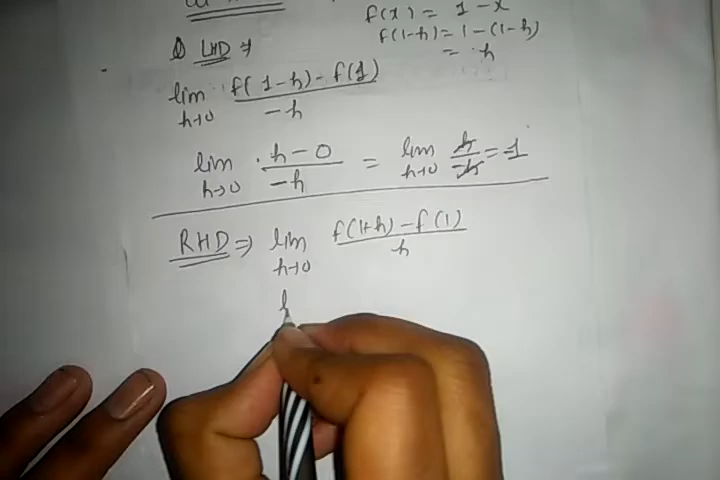 f(x) = 1 - x
f(1-h) = 1 - (1-h)
= h
LHD ⇒
lim h→0 f(1-h) - f(1) / -h
lim h→0 h - 0 / -h = lim h→0 h / -h = -1
RHD ⇒ lim h→0 f(1+h) - f(1) / h